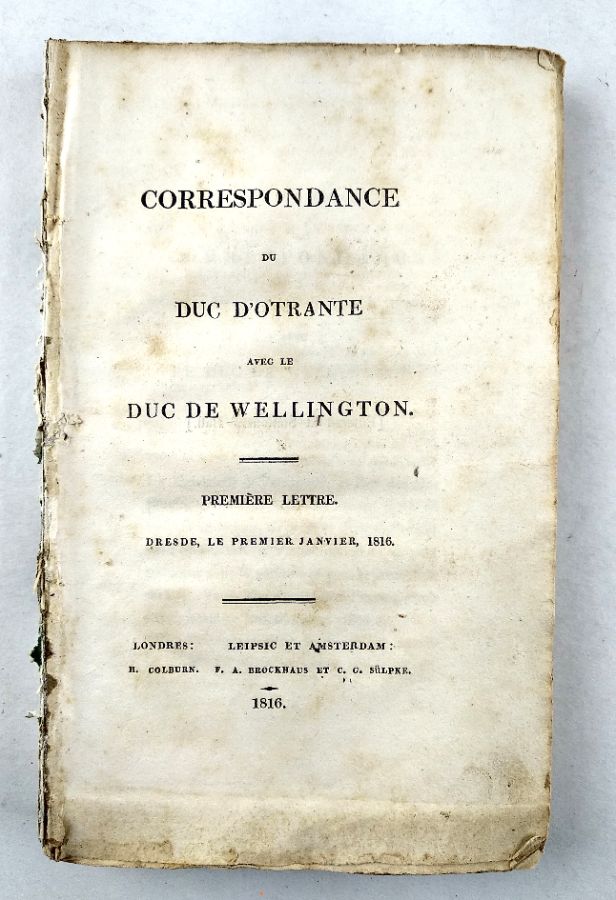 CORRESPONDANCE
DU
DUC D'OTRANTE
AVEC LE
DUC DE WELLINGTON.
PREMIÈRE LETTRE.
DRESDE, LE PREMIER JANVIER, 1816.
LONDRES: LEIPSIC ET AMSTERDAM:
H. COLBURN. F. A. BROCKHAUS ET C. G. SÜLPKE.
1816.